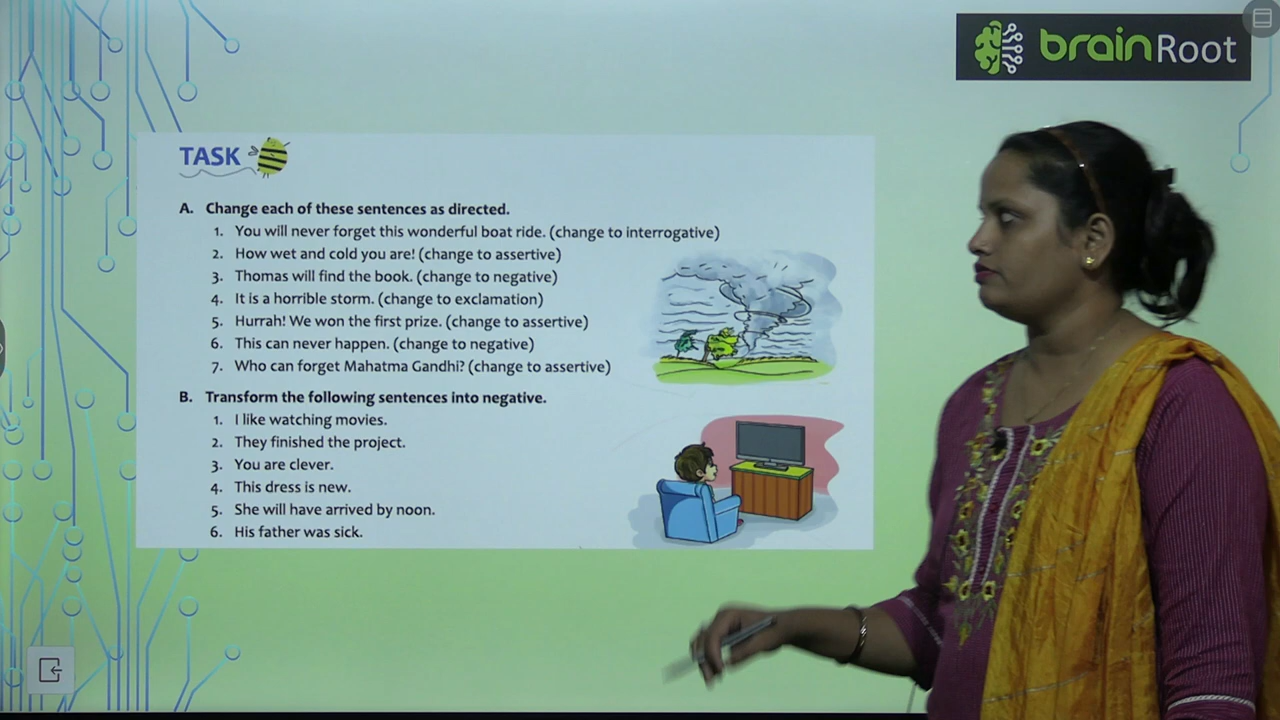 brainRoot
TASK
A. Change each of these sentences as directed.
1. You will never forget this wonderful boat ride. (change to interrogative)
2. How wet and cold you are! (change to assertive)
3. Thomas will find the book. (change to negative)
4. It is a horrible storm. (change to exclamation)
5. Hurrah! We won the first prize. (change to assertive)
6. This can never happen. (change to negative)
7. Who can forget Mahatma Gandhi? (change to assertive)
B. Transform the following sentences into negative.
1. I like watching movies.
2. They finished the project.
3. You are clever.
4. This dress is new.
5. She will have arrived by noon.
6. His father was sick.